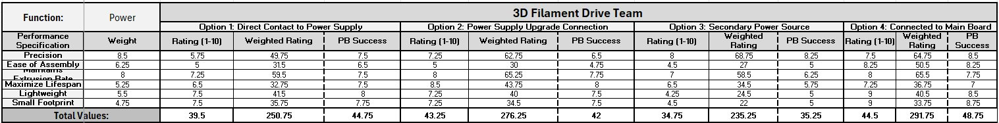 Function: Power 3D Filament Drive Team
Option 1: Direct Contact to Power Supply Option 2: Power Supply Upgrade Connection Option 3: Secondary Power Source Option 4: Connected to Main Board
Performance Specification Weight Rating (1-10) Weighted Rating PB Success Rating (1-10) Weighted Rating PB Success Rating (1-10) Weighted Rating PB Success Rating (1-10) Weighted Rating PB Success
Precision 8.5 5.75 49.75 7.5 7.25 62.75 6.5 8 68.75 8.25 7.5 64.75 8.5
Ease of Assembly 6.25 5 31.5 6.5 5 30 4.75 4.5 27 5 8.25 50.5 8.25
Maintains Extrusion Rate 8 7.25 59.5 7.5 8 65.25 7.75 7 58.5 6.25 8 65.5 7.75
Maximize Lifespan 5.25 6.5 32.75 7.5 8.5 43.75 8 6.5 34.5 5.75 7.25 36.75 7
Lightweight 5.5 7.5 41.5 8 7.25 40 7.5 4.25 24.5 5 9 40.5 8.5
Small Footprint 4.75 7.5 35.75 7.75 7.25 34.5 7.5 4.5 22 5 9 33.75 8.75
Total Values: 39.5 250.75 44.75 43.25 276.25 42 34.75 235.25 35.25 44.5 291.75 48.75